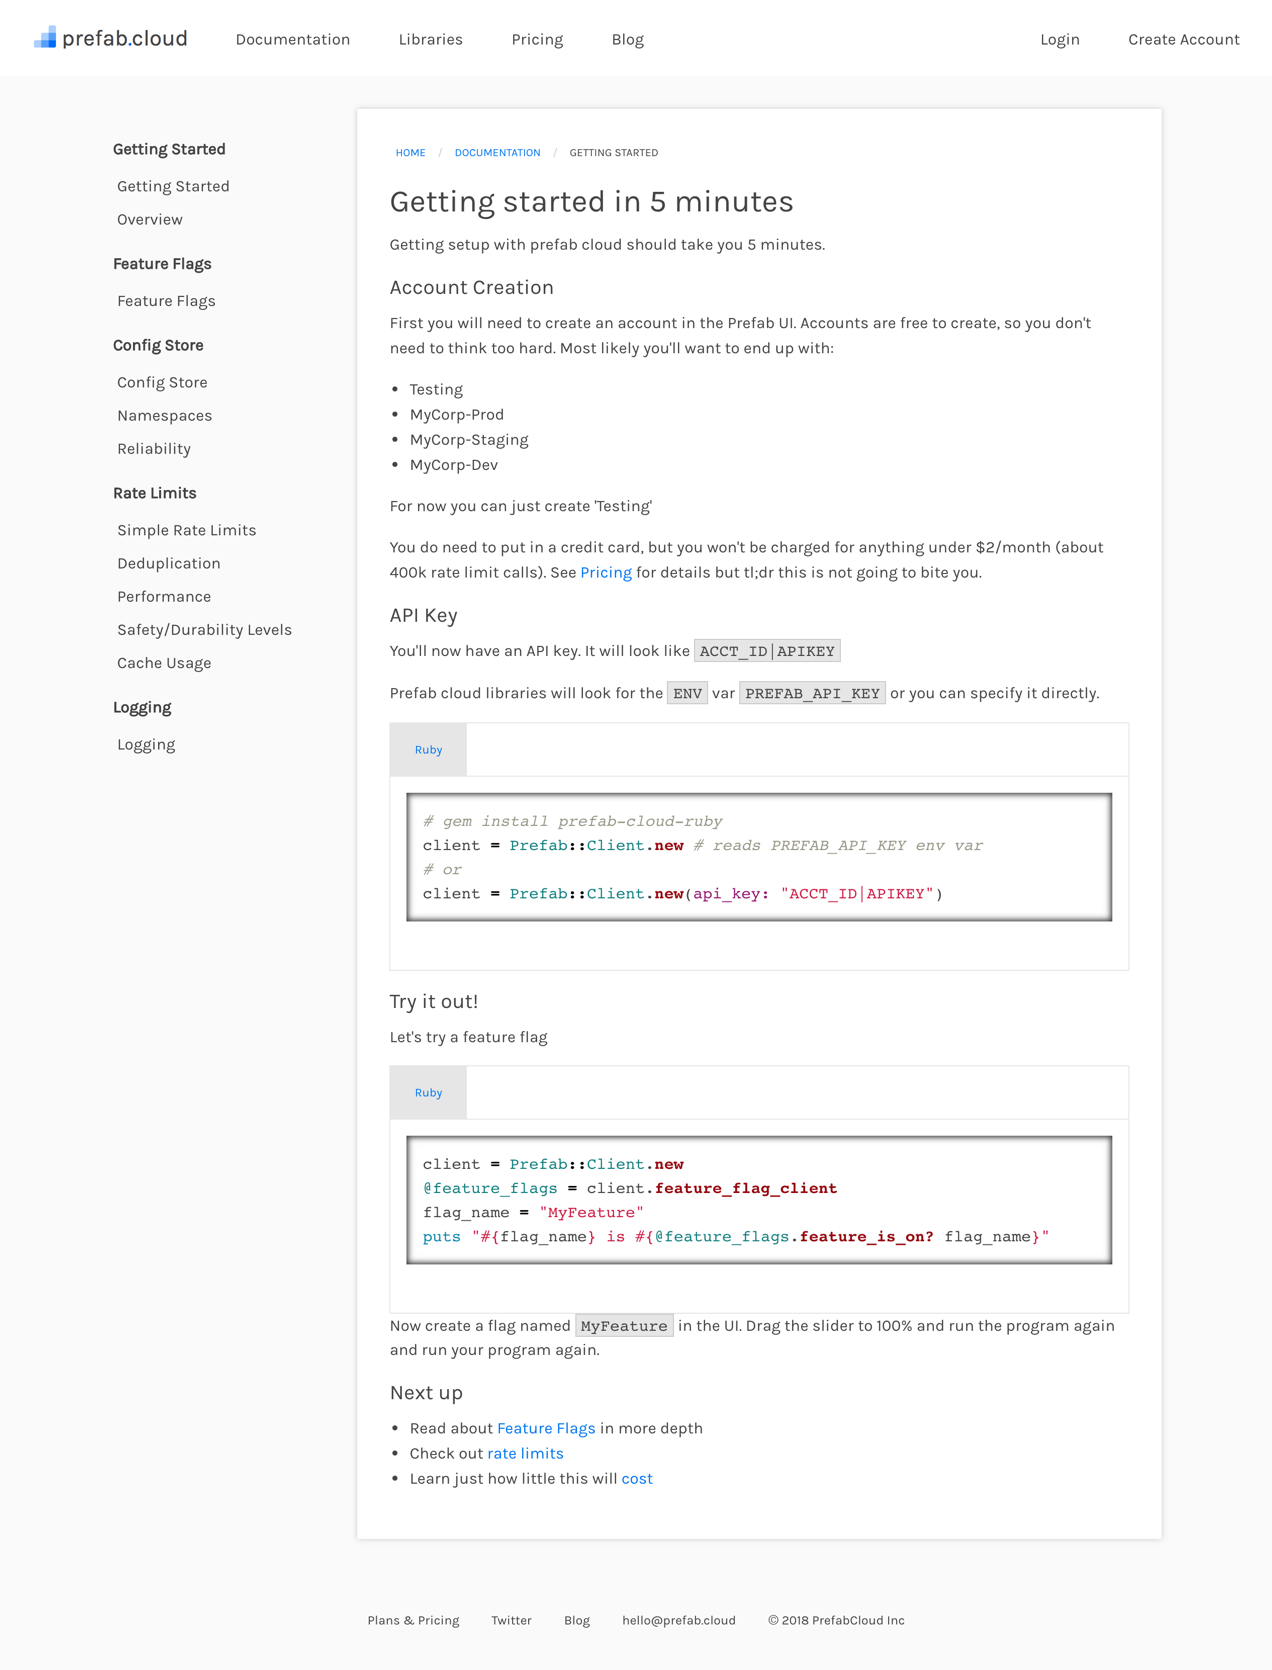 prefab.cloud
Documentation
Libraries
Pricing
Blog
Login
Create Account
Getting Started
Getting Started
Overview
Feature Flags
Feature Flags
Config Store
Config Store
Namespaces
Reliability
Rate Limits
Simple Rate Limits
Deduplication
Performance
Safety/Durability Levels
Cache Usage
Logging
Logging
HOME / DOCUMENTATION / GETTING STARTED
Getting started in 5 minutes
Getting setup with prefab cloud should take you 5 minutes.
Account Creation
First you will need to create an account in the Prefab UI. Accounts are free to create, so you don't
need to think too hard. Most likely you'll want to end up with:
• Testing
• MyCorp-Prod
• MyCorp-Staging
• MyCorp-Dev
For now you can just create 'Testing'
You do need to put in a credit card, but you won't be charged for anything under $2/month (about
400k rate limit calls). See Pricing for details but tl;dr this is not going to bite you.
API Key
You'll now have an API key. It will look like ACCT_ID|APIKEY
Prefab cloud libraries will look for the ENV var PREFAB_API_KEY or you can specify it directly.
Ruby
# gem install prefab-cloud-ruby
client = Prefab::Client.new # reads PREFAB_API_KEY env var
# or
client = Prefab::Client.new(api_key: "ACCT_ID|APIKEY")
Try it out!
Let's try a feature flag
Ruby
client = Prefab::Client.new
@feature_flags = client.feature_flag_client
flag_name = "MyFeature"
puts "#{flag_name} is #{@feature_flags.feature_is_on? flag_name}"
Now create a flag named MyFeature in the UI. Drag the slider to 100% and run the program again
and run your program again.
Next up
• Read about Feature Flags in more depth
• Check out rate limits
• Learn just how little this will cost
Plans & Pricing
Twitter
Blog
hello@prefab.cloud
© 2018 PrefabCloud Inc